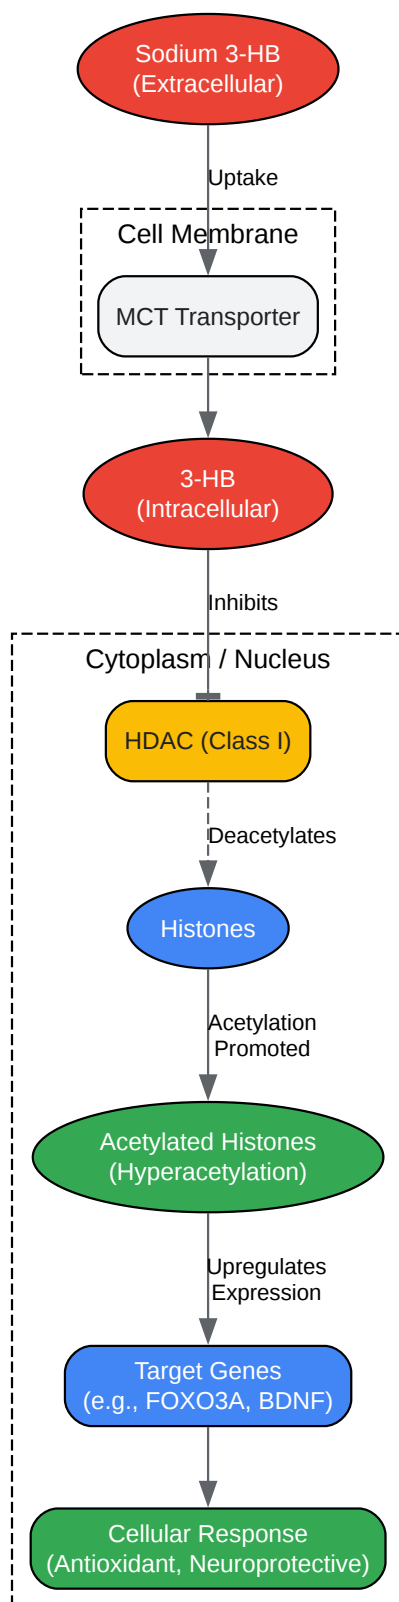 Sodium 3-HB
(Extracellular)
Uptake
Cell Membrane
MCT Transporter
3-HB
(Intracellular)
Inhibits
Cytoplasm / Nucleus
HDAC (Class I)
Deacetylates
Histones
Acetylation
Promoted
Acetylated Histones
(Hyperacetylation)
Upregulates
Expression
Target Genes
(e.g., FOXO3A, BDNF)
Cellular Response
(Antioxidant, Neuroprotective)